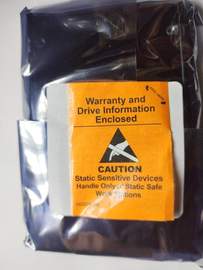 Warranty and
Drive Information
Enclosed
CAUTION
Static Sensitive Devices
Handle Only at Static Safe
Work Stations